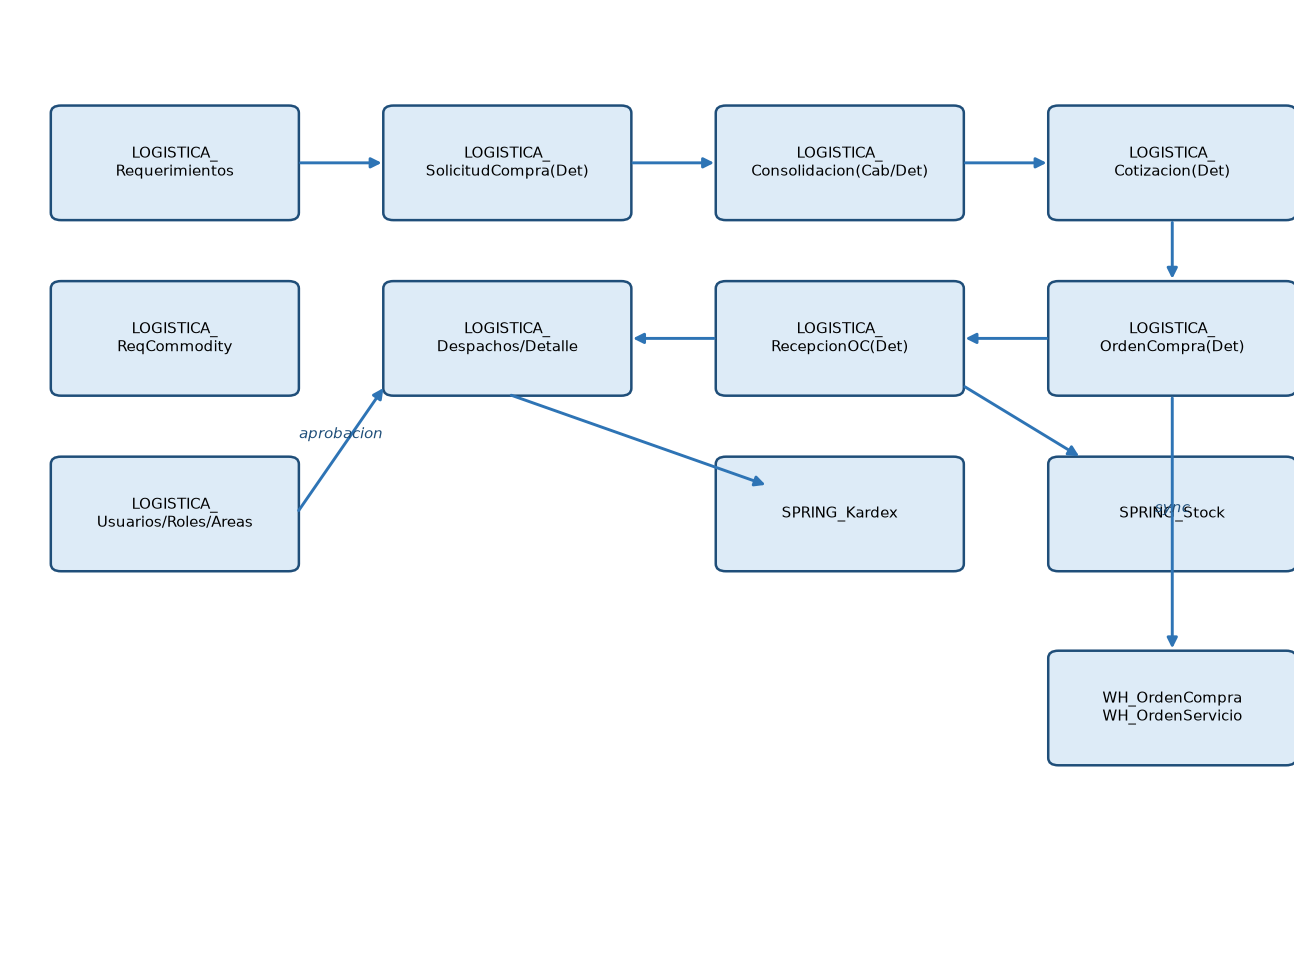 LOGISTICA_
Requerimientos
LOGISTICA_
SolicitudCompra(Det)
LOGISTICA_
Consolidacion(Cab/Det)
LOGISTICA_
Cotizacion(Det)
LOGISTICA_
ReqCommodity
LOGISTICA_
Despachos/Detalle
LOGISTICA_
RecepcionOC(Det)
LOGISTICA_
OrdenCompra(Det)
aprobacion
LOGISTICA_
Usuarios/Roles/Areas
SPRING_Kardex
SPRING_Stock
sync
WH_OrdenCompra
WH_OrdenServicio